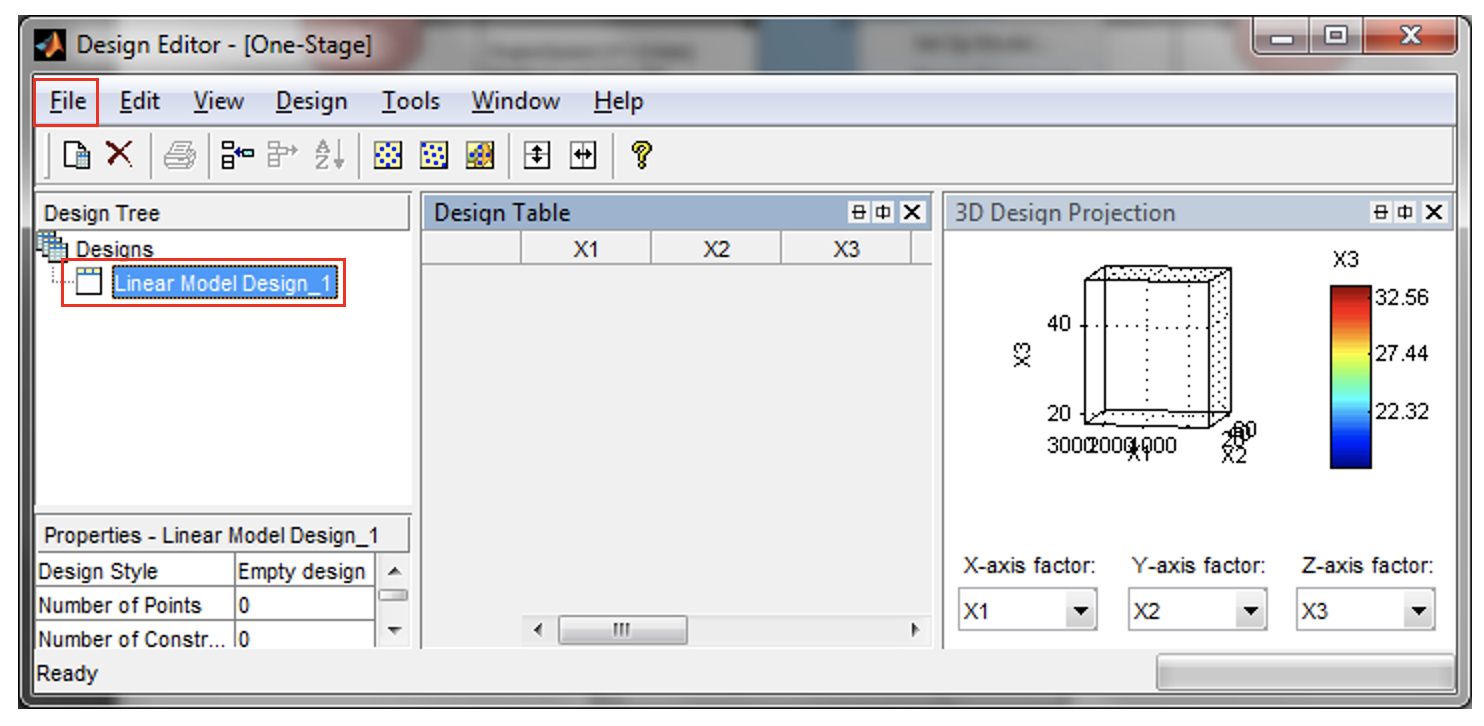 Design Editor - [One-Stage]
File Edit View Design Tools Window Help
Design Tree
Designs
Linear Model Design_1
Properties - Linear Model Design_1
Design Style Empty design
Number of Points 0
Number of Constr... 0
Design Table
X1 X2 X3
3D Design Projection
X3
40
20
X3
3000 2000 1000
X1
X2
32.56
27.44
22.32
X-axis factor: Y-axis factor: Z-axis factor:
X1 X2 X3
Ready